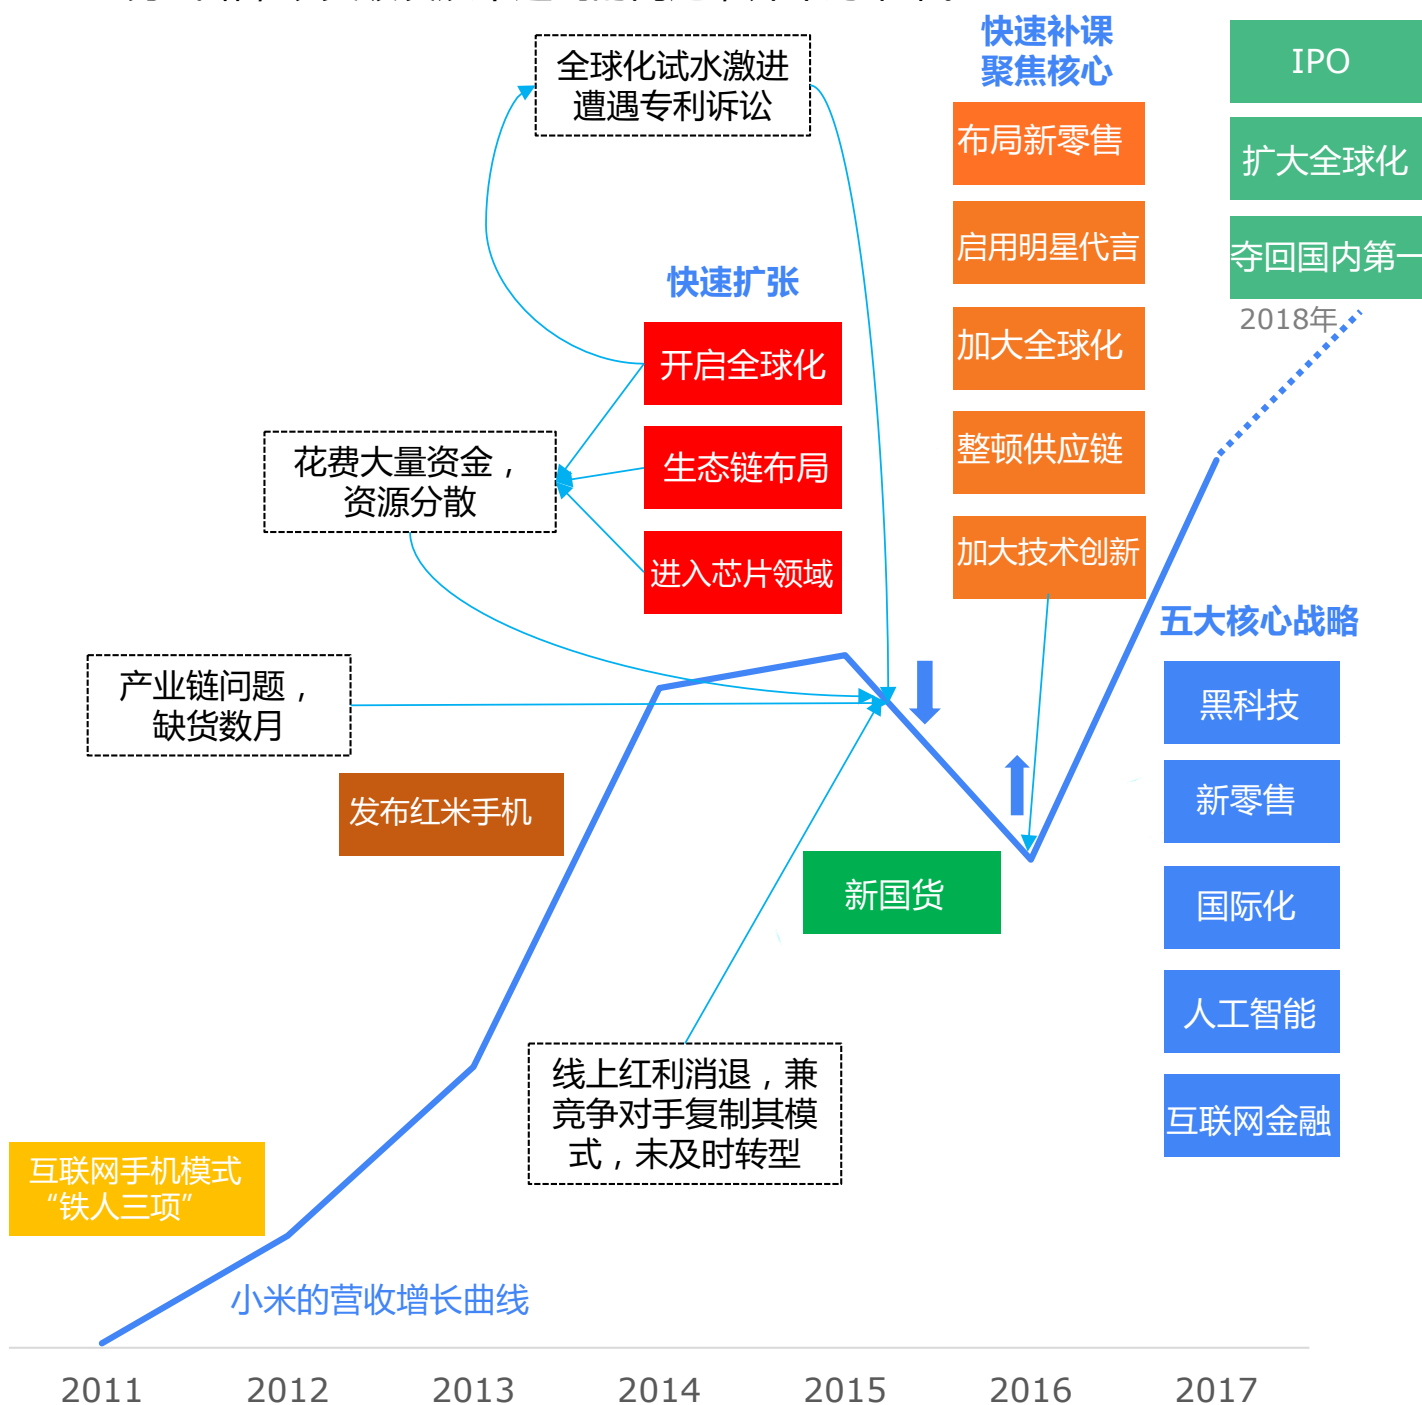 全球化试水激进
遭遇专利诉讼
快速补课
聚焦核心
IPO
布局新零售
扩大全球化
启用明星代言
夺回国内第一
快速扩张
2018年
开启全球化
加大全球化
花费大量资金，
资源分散
生态链布局
整顿供应链
进入芯片领域
加大技术创新
五大核心战略
产业链问题，
缺货数月
黑科技
发布红米手机
新零售
新国货
国际化
人工智能
线上红利消退，兼
竞争对手复制其模
式，未及时转型
互联网金融
互联网手机模式
“铁人三项”
小米的营收增长曲线
2011 2012 2013 2014 2015 2016 2017